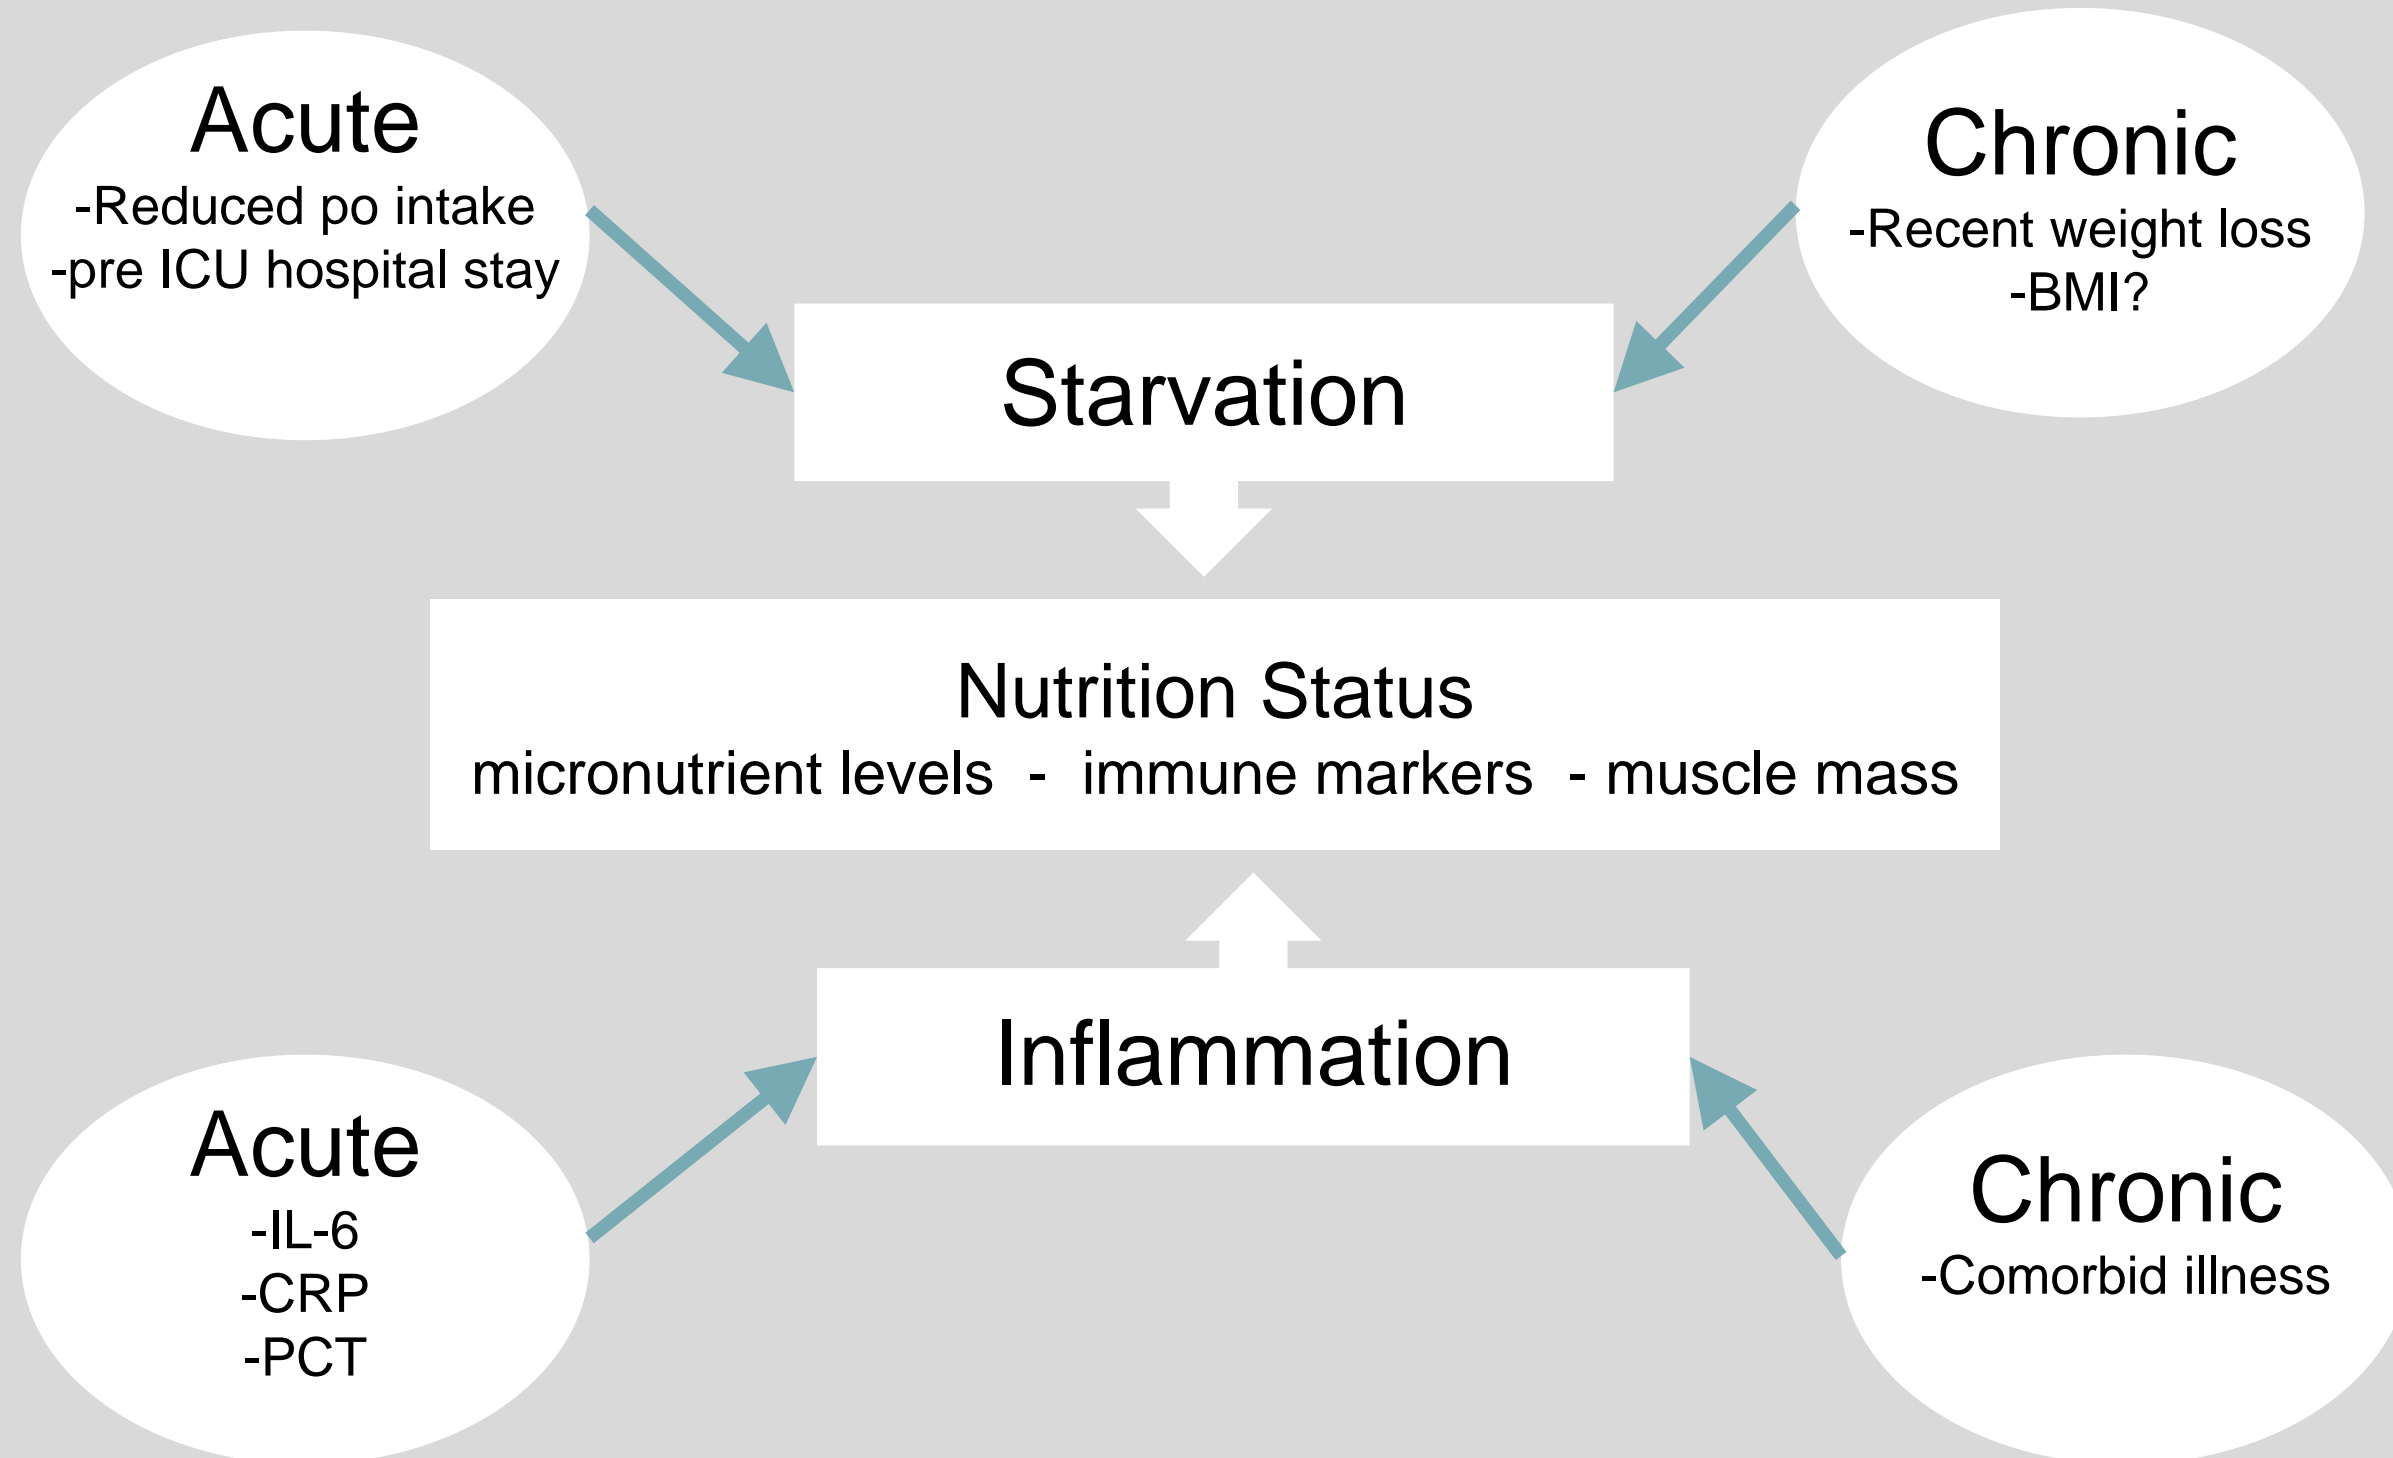 Acute
-Reduced po intake
-pre ICU hospital stay
Chronic
-Recent weight loss
-BMI?
Starvation
Nutrition Status
micronutrient levels - immune markers - muscle mass
Inflammation
Acute
-IL-6
-CRP
-PCT
Chronic
-Comorbid illness